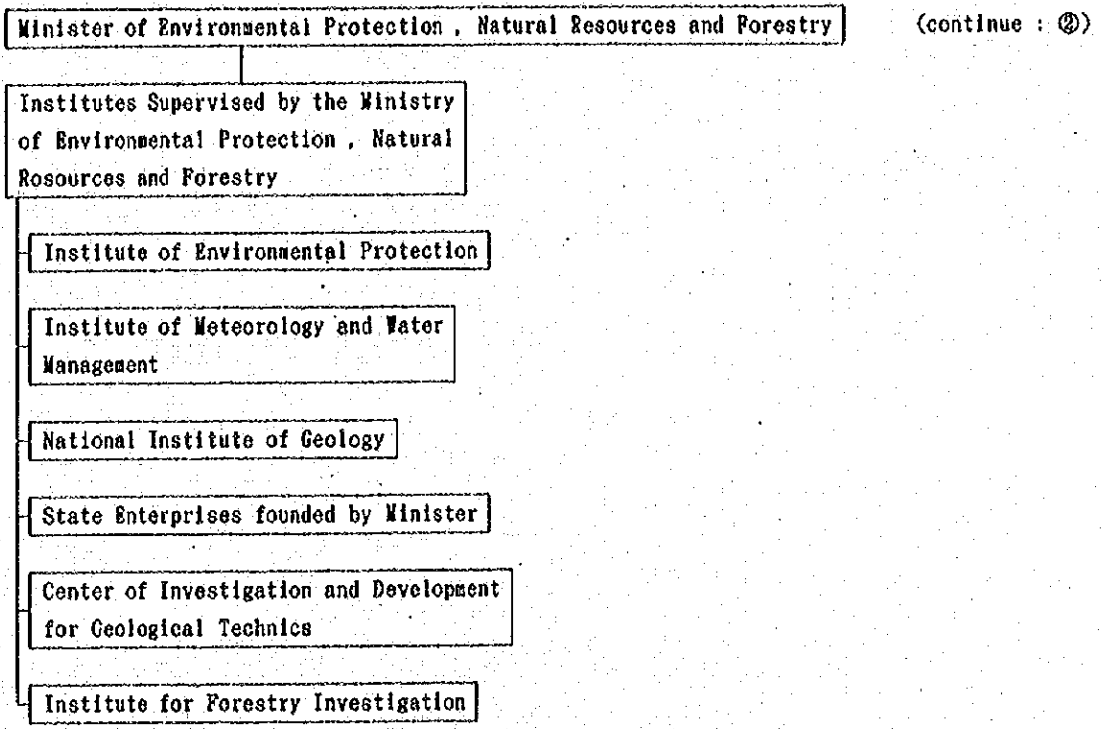 Minister of Environmental Protection , Natural Resources and Forestry (continue : ②)
Institutes Supervised by the Ministry
of Environmental Protection , Natural
Rosources and Forestry
Institute of Environmental Protection
Institute of Meteorology and Water
Management
National Institute of Geology
State Enterprises founded by Minister
Center of Investigation and Development
for Geological Technics
Institute for Forestry Investigation